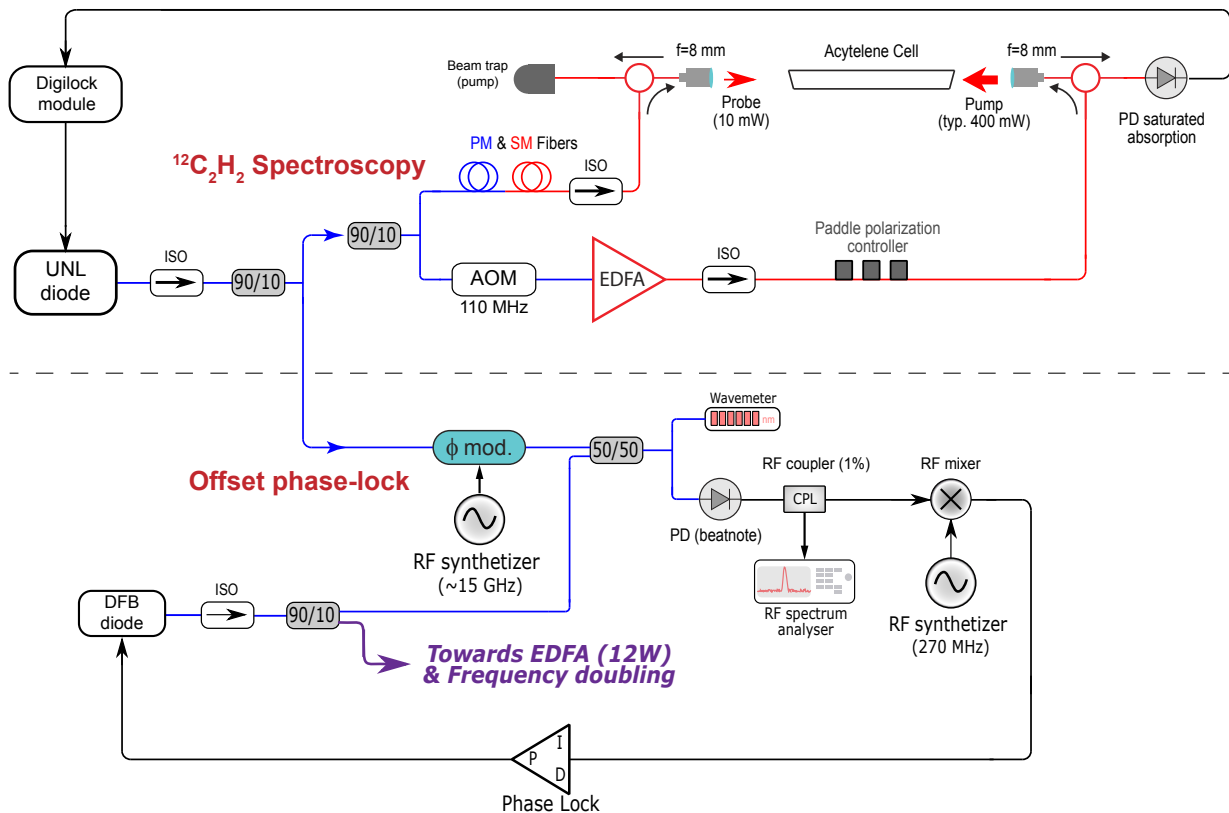 Digilock
module
Beam trap
(pump)
f=8 mm
Probe
(10 mW)
Acytelene Cell
f=8 mm
Pump
(typ. 400 mW)
PD saturated
absorption
¹²C₂H₂ Spectroscopy
PM & SM Fibers
ISO
UNL
diode
ISO
90/10
90/10
AOM
110 MHz
EDFA
ISO
Paddle polarization
controller
Offset phase-lock
ϕ mod.
RF synthetizer
(~15 GHz)
50/50
Wavemeter
nm
PD (beatnote)
RF coupler (1%)
CPL
RF spectrum
analyser
RF mixer
RF synthetizer
(270 MHz)
DFB
diode
ISO
90/10
Towards EDFA (12W)
& Frequency doubling
P
I
D
Phase Lock